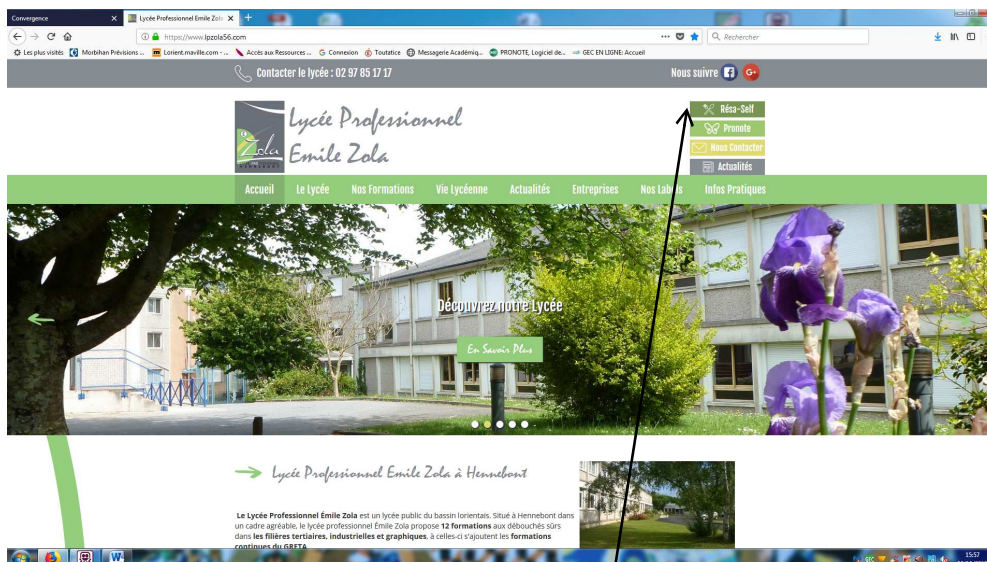 Convergence
Lycée Professionnel Emile Zola
https://www.lpzola56.com
Rechercher
Les plus visités
Morbihan Prévisions ...
Lorient.maville.com - ...
Accès aux Ressources ...
Connexion
Toutatice
Messagerie Académiq...
PRONOTE, Logiciel de...
GEC EN LIGNE: Accueil
Contacter le lycée : 02 97 85 17 17
Nous suivre
Lycée Professionnel
Emile Zola
Zola
Résa-Self
Pronote
Nous Contacter
Actualités
Accueil
Le Lycée
Nos Formations
Vie Lycéenne
Actualités
Entreprises
Nos Labels
Infos Pratiques
Découvrez notre Lycée
En Savoir Plus
Lycée Professionnel Emile Zola à Hennebont
Le Lycée Professionnel Émile Zola est un lycée public du bassin lorientais. Situé à Hennebont dans
un cadre agréable, le lycée professionnel Émile Zola propose 12 formations aux débouchés sûrs
dans les filières tertiaires, industrielles et graphiques, à celles-ci s'ajoutent les formations
continues du GRETA
15:57